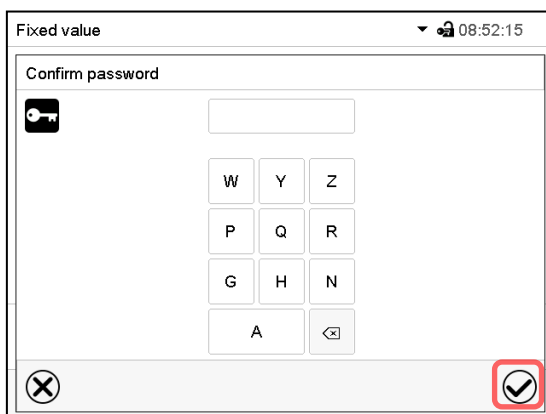 Fixed value 08:52:15
Confirm password
W Y Z
P Q R
G H N
A